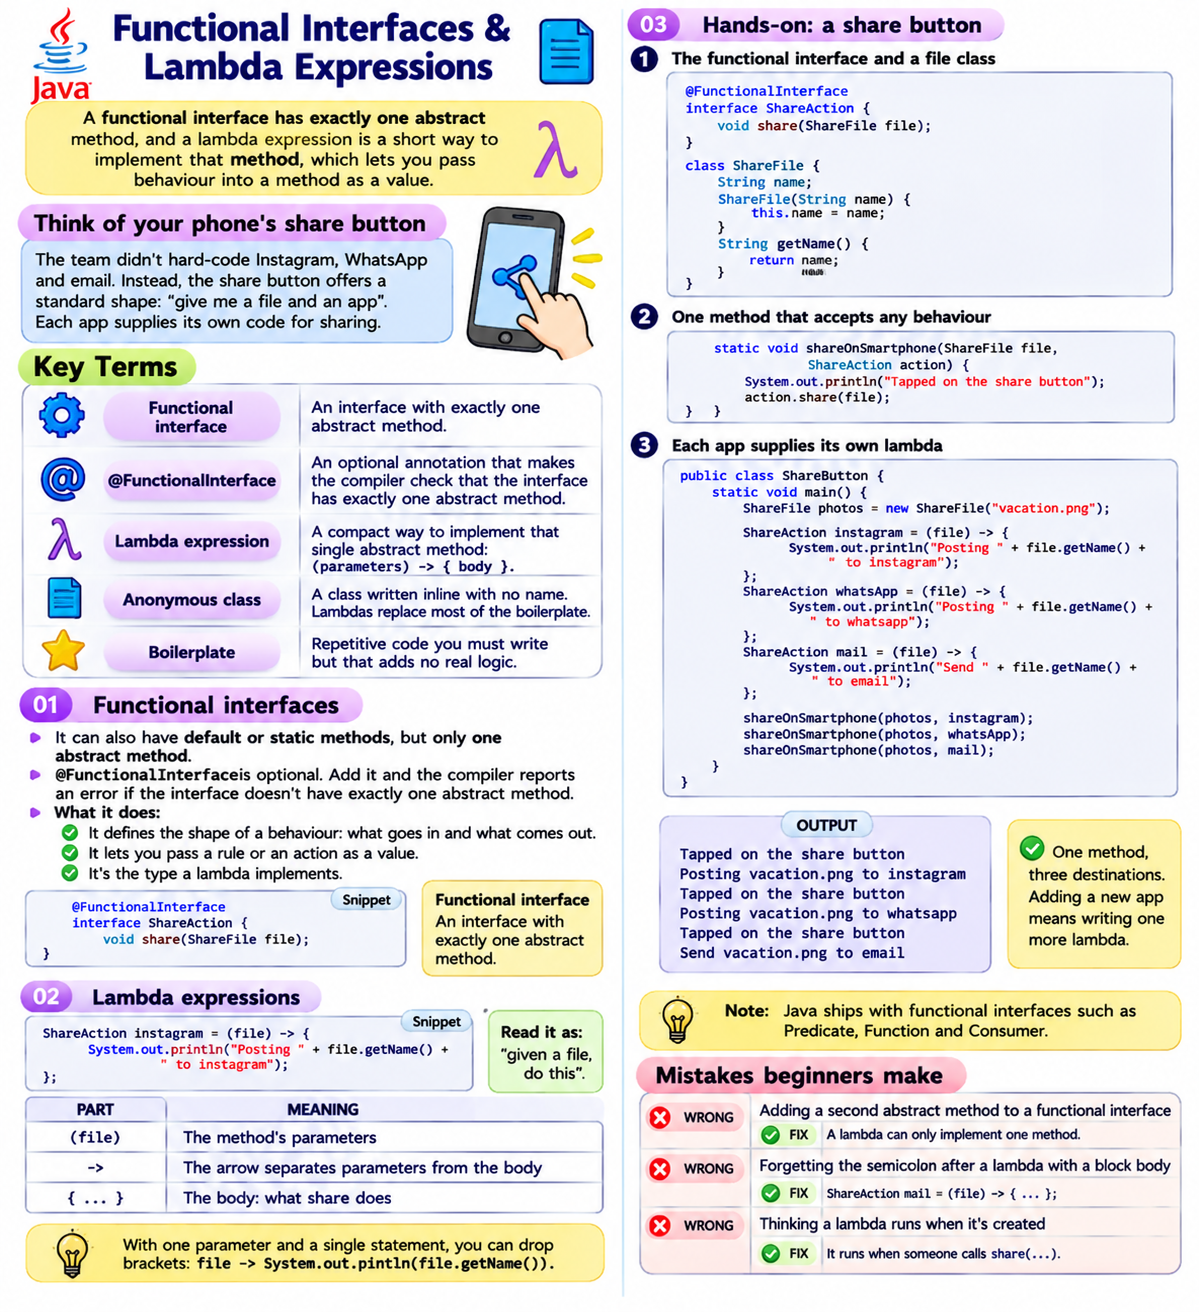 Java
Functional Interfaces &
Lambda Expressions
A functional interface has exactly one abstract
method, and a lambda expression is a short way to
implement that method, which lets you pass
behaviour into a method as a value.
λ
Think of your phone's share button
The team didn't hard-code Instagram, WhatsApp
and email. Instead, the share button offers a
standard shape: “give me a file and an app”.
Each app supplies its own code for sharing.
Key Terms
Functional
interface
An interface with exactly one
abstract method.
@
@FunctionalInterface
An optional annotation that makes
the compiler check that the interface
has exactly one abstract method.
λ
Lambda expression
A compact way to implement that
single abstract method:
(parameters) -> { body }.
Anonymous class
A class written inline with no name.
Lambdas replace most of the boilerplate.
Boilerplate
Repetitive code you must write
but that adds no real logic.
01 Functional interfaces
It can also have default or static methods, but only one
abstract method.
@FunctionalInterfaceis optional. Add it and the compiler reports
an error if the interface doesn't have exactly one abstract method.
What it does:
It defines the shape of a behaviour: what goes in and what comes out.
It lets you pass a rule or an action as a value.
It's the type a lambda implements.
Snippet
@FunctionalInterface
interface ShareAction {
void share(ShareFile file);
}
Functional interface
An interface with
exactly one abstract
method.
02 Lambda expressions
Snippet
ShareAction instagram = (file) -> {
System.out.println("Posting " + file.getName() +
" to instagram");
};
Read it as:
“given a file,
do this”.
PART MEANING
(file) The method's parameters
-> The arrow separates parameters from the body
{ ... } The body: what share does
With one parameter and a single statement, you can drop
brackets: file -> System.out.pintln(file.getName()).
03 Hands-on: a share button
1 The functional interface and a file class
@FunctionalInterface
interface ShareAction {
void share(ShareFile file);
}
class ShareFile {
String name;
ShareFile(String name) {
this.name = name;
}
String getName() {
return name;
}
}
2 One method that accepts any behaviour
static void shareOnSmartphone(ShareFile file,
ShareAction action) {
System.out.println("Tapped on the share button");
action.share(file);
} }
3 Each app supplies its own lambda
public class ShareButton {
static void main() {
ShareFile photos = new ShareFile("vacation.png");
ShareAction instagram = (file) -> {
System.out.println("Posting " + file.getName() +
" to instagram");
};
ShareAction whatsApp = (file) -> {
System.out.println("Posting " + file.getName() +
" to whatsapp");
};
ShareAction mail = (file) -> {
System.out.println("Send " + file.getName() +
" to email");
};
shareOnSmartphone(photos, instagram);
shareOnSmartphone(photos, whatsApp);
shareOnSmartphone(photos, mail);
}
}
OUTPUT
Tapped on the share button
Posting vacation.png to instagram
Tapped on the share button
Posting vacation.png to whatsapp
Tapped on the share button
Send vacation.png to email
One method,
three destinations.
Adding a new app
means writing one
more lambda.
Note: Java ships with functional interfaces such as
Predicate, Function and Consumer.
Mistakes beginners make
WRONG Adding a second abstract method to a functional interface
FIX A lambda can only implement one method.
WRONG Forgetting the semicolon after a lambda with a block body
FIX ShareAction mail = (file) -> { ... };
WRONG Thinking a lambda runs when it's created
FIX It runs when someone calls share(...).